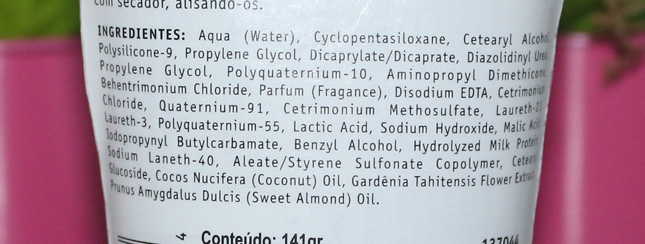 com secador, alisando-os.
INGREDIENTES: Aqua (Water), Cyclopentasiloxane, Cetearyl Alcohol,
Polysilicone-9, Propylene Glycol, Dicaprylate/Dicaprate, Diazolidinyl Urea,
Propylene Glycol, Polyquaternium-10, Aminopropyl Dimethicone,
Behentrimonium Chloride, Parfum (Fragance), Disodium EDTA, Cetrimonium
Chloride, Quaternium-91, Cetrimonium Methosulfate,
Laureth-3, Polyquaternium-55, Lactic Acid, Sodium Hydroxide, Malic Acid,
Iodopropynyl Butylcarbamate, Benzyl Alcohol, Hydrolyzed Milk Protein,
Sodium Laneth-40, Aleate/Styrene Sulfonate Copolymer,
Glucoside, Cocos Nucifera (Coconut) Oil, Gardênia Tahitensis Flower Extract,
Prunus Amygdalus Dulcis (Sweet Almond) Oil.
Conteúdo: 141gr